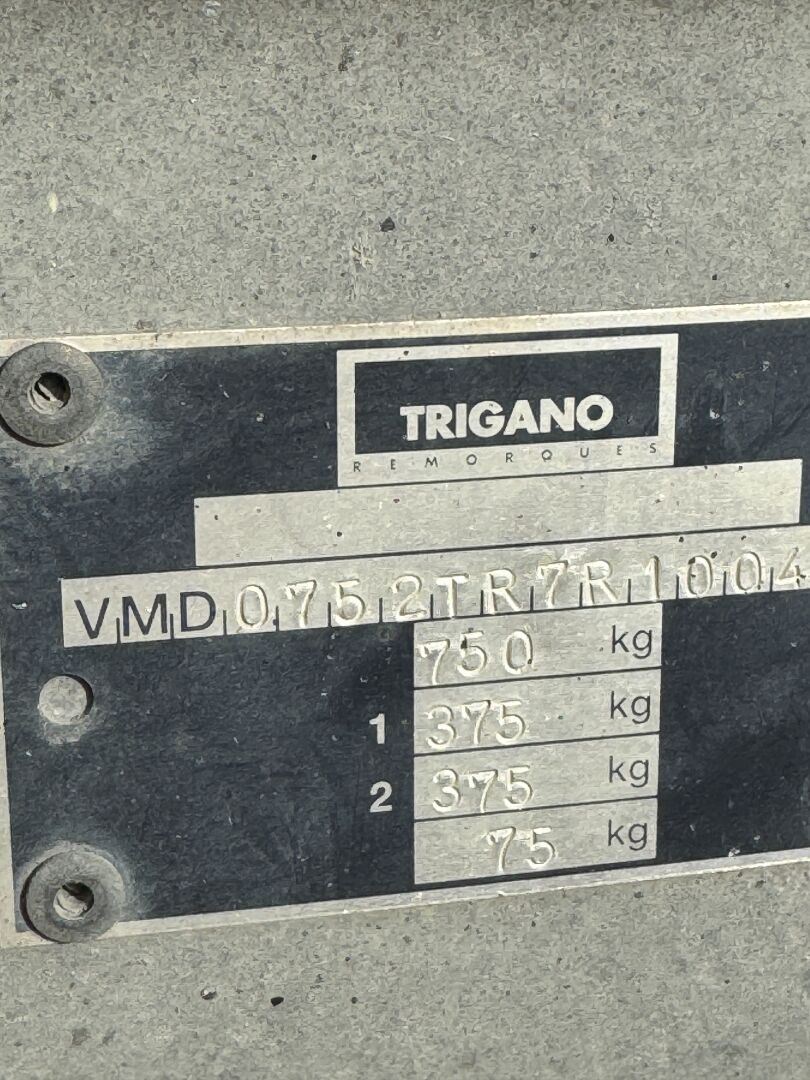 TRIGANO
REMORQUES
VMD0752TR7R1004
750 kg
1 375 kg
2 375 kg
75 kg